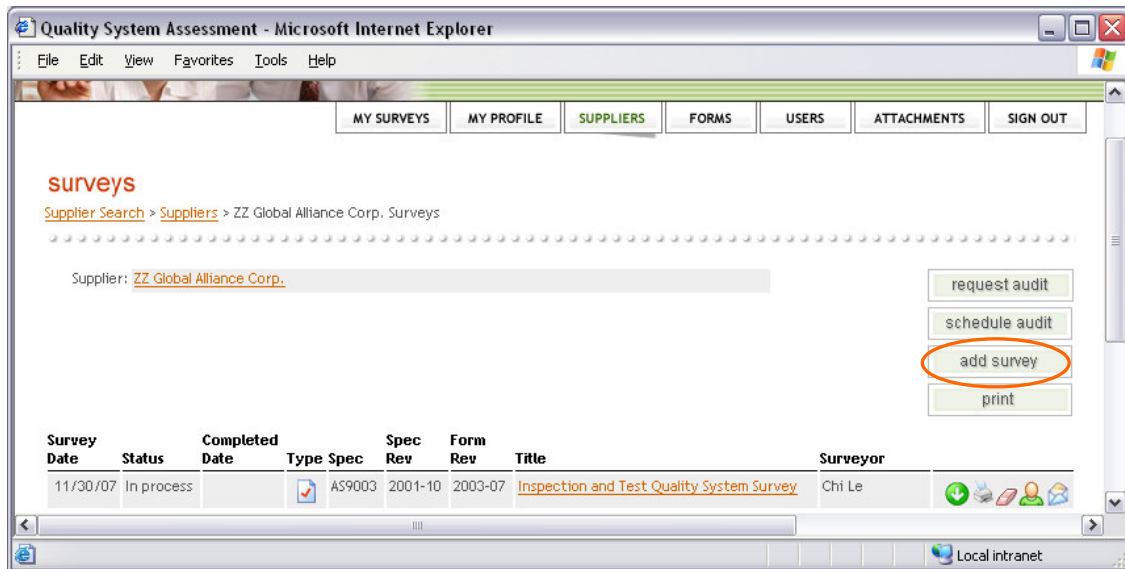 Quality System Assessment - Microsoft Internet Explorer
File Edit View Favorites Tools Help
MY SURVEYS MY PROFILE SUPPLIERS FORMS USERS ATTACHMENTS SIGN OUT
surveys
Supplier Search > Suppliers > ZZ Global Alliance Corp. Surveys
Supplier: ZZ Global Alliance Corp.
request audit
schedule audit
add survey
print
Survey Date Status Completed Date Type Spec Spec Rev Form Rev Title Surveyor
11/30/07 In process AS9003 2001-10 2003-07 Inspection and Test Quality System Survey Chi Le
Local intranet